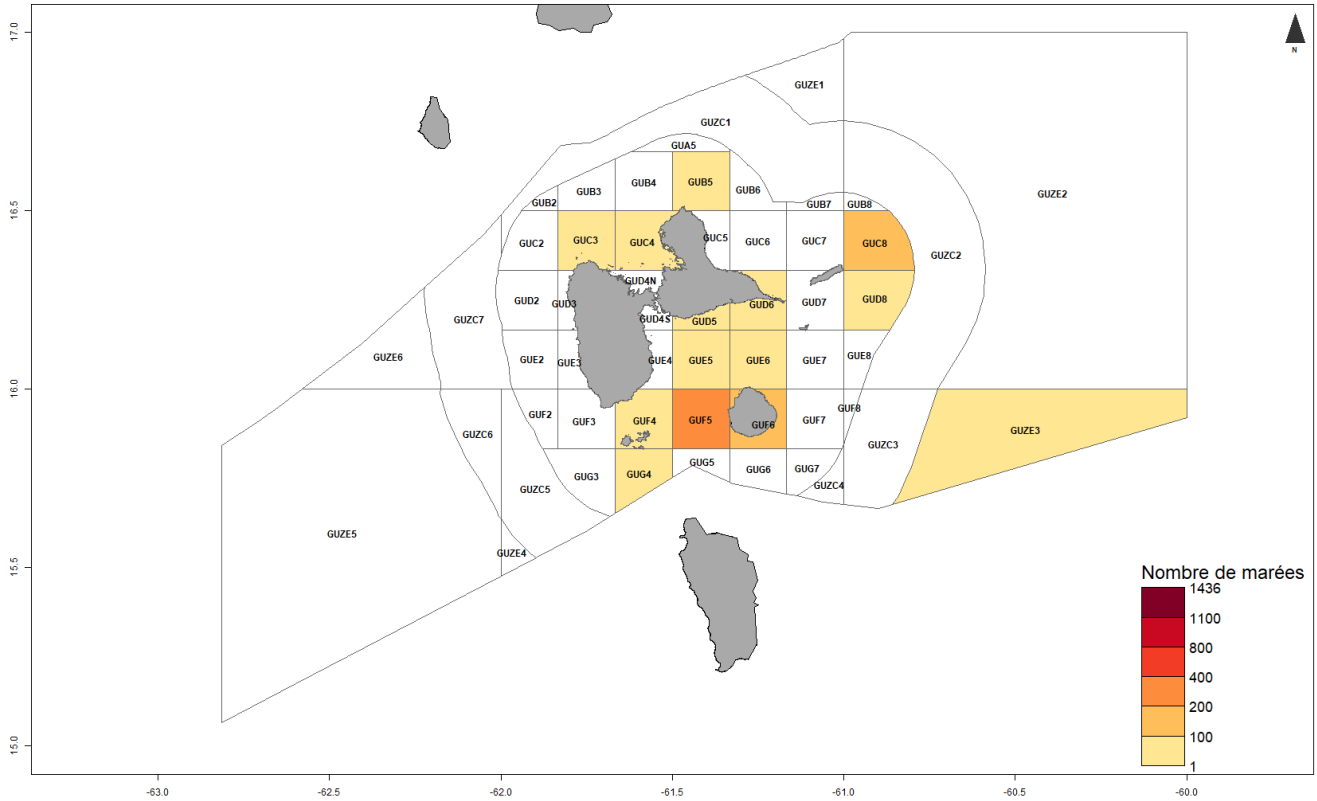 17.0
N
GUZE1
GUZC1
GUA5
GUB5
GUB4
GUB3
GUB6
GUZE2
GUB2
GUB7
GUB8
16.5
GUC2
GUC3
GUC4
GUC5
GUC6
GUC7
GUC8
GUZC2
GUD4N
GUD2
GUD3
GUD6
GUD7
GUD8
GUZC7
GUD4S
GUD5
GUZE6
GUE2
GUE3
GUE4
GUE5
GUE6
GUE7
GUE8
16.0
GUF2
GUF3
GUF4
GUF5
GUF6
GUF7
GUF8
GUZE3
GUZC6
GUZC3
GUG5
GUZC5
GUG3
GUG4
GUG6
GUG7
GUZC4
GUZE5
GUZE4
15.5
Nombre de marées
1436
1100
800
400
200
100
1
15.0
-63.0
-62.5
-62.0
-61.5
-61.0
-60.5
-60.0